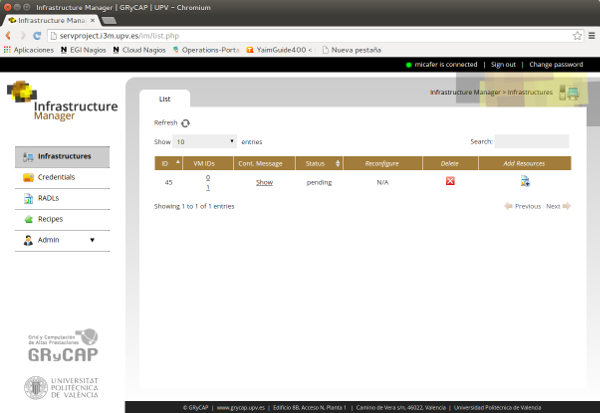 Infrastructure Manager | GRyCAP | UPV - Chromium
Infrastructure Mana
servproject.i3m.upv.es/im/list.php
Aplicaciones EGI Nagios Cloud Nagios Operations-Porta YaimGuide400 < Nueva pestaña
micafer is connected | Sign out | Change password
Infrastructure Manager > Infrastructures
Infrastructure
Manager
List
Refresh
Show 10 entries Search:
ID VM IDs Cont. Message Status Reconfigure Delete Add Resources
45 0 1 Show pending N/A
Showing 1 to 1 of 1 entries Previous Next
Infrastructures
Credentials
RADLs
Recipes
Admin
Grid y Computación
de Altas Prestaciones
GRyCAP
UNIVERSITAT
POLITÈCNICA
DE VALÈNCIA
© GRyCAP | www.grycap.upv.es | Edificio 8B, Acceso N, Planta 1 | Camino de Vera s/n, 46022, Valencia | Universidad Politécnica de Valencia